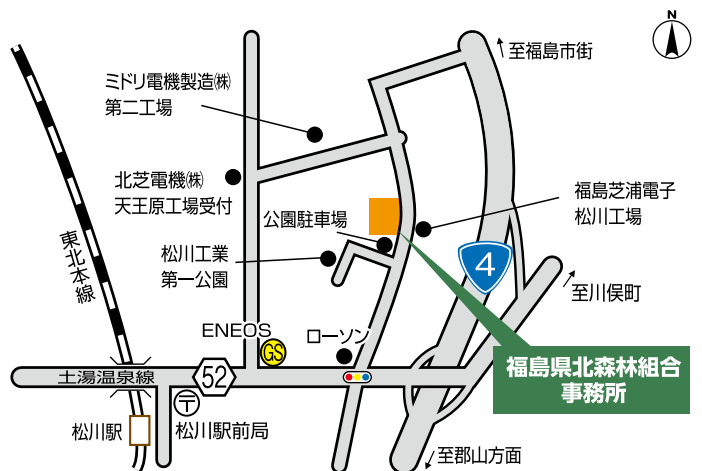 N
至福島市街
ミドリ電機製造㈱
第二工場
北芝電機㈱
天王原工場受付
福島芝浦電子
松川工場
公園駐車場
松川工業
第一公園
東北本線
4
至川俣町
ENEOS
GS
ローソン
福島県北森林組合
事務所
土湯温泉線
52
〒
松川駅
松川駅前局
至郡山方面